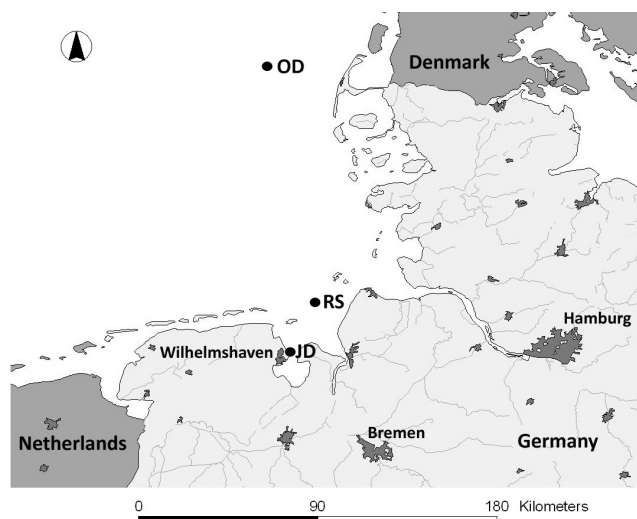 OD
Denmark
RS
Hamburg
Wilhelmshaven
JD
Bremen
Netherlands
Germany
0 90 180 Kilometers